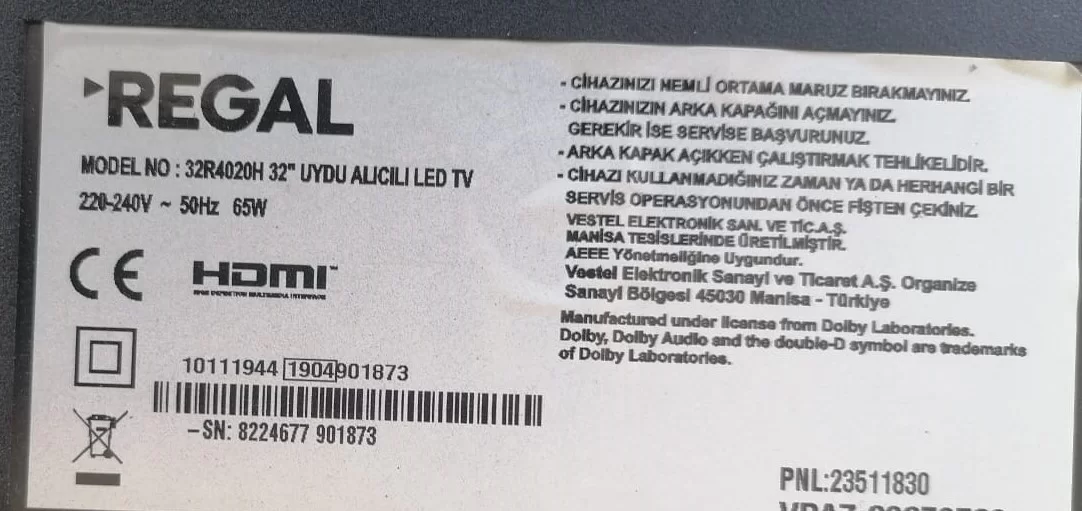 REGAL
MODEL NO : 32R4020H 32" UYDU ALICILI LED TV
220-240V ~ 50Hz 65W
CE HDMI
HIGH DEFINITION MULTIMEDIA INTERFACE
10111944 1904901873
-SN: 8224677 901873
- CİHAZINIZI NEMLİ ORTAMA MARUZ BIRAKMAYINIZ.
- CİHAZINIZIN ARKA KAPAĞINI AÇMAYINIZ.
GEREKİR İSE SERVİSE BAŞVURUNUZ.
- ARKA KAPAK AÇIKKEN ÇALIŞTIRMAK TEHLİKELİDİR.
- CİHAZI KULLANMADIĞINIZ ZAMAN YA DA HERHANGİ BİR
SERVİS OPERASYONUNDAN ÖNCE FİŞTEN ÇEKİNİZ.
VESTEL ELEKTRONİK SAN. VE TİC.A.Ş.
MANİSA TESİSLERİNDE ÜRETİLMİŞTİR.
AEEE Yönetmeliğine Uygundur.
Vestel Elektronik Sanayi ve Ticaret A.Ş. Organize
Sanayi Bölgesi 45030 Manisa - Türkiye
Manufactured under license from Dolby Laboratories.
Dolby, Dolby Audio and the double-D symbol are trademarks
of Dolby Laboratories.
PNL:23511830